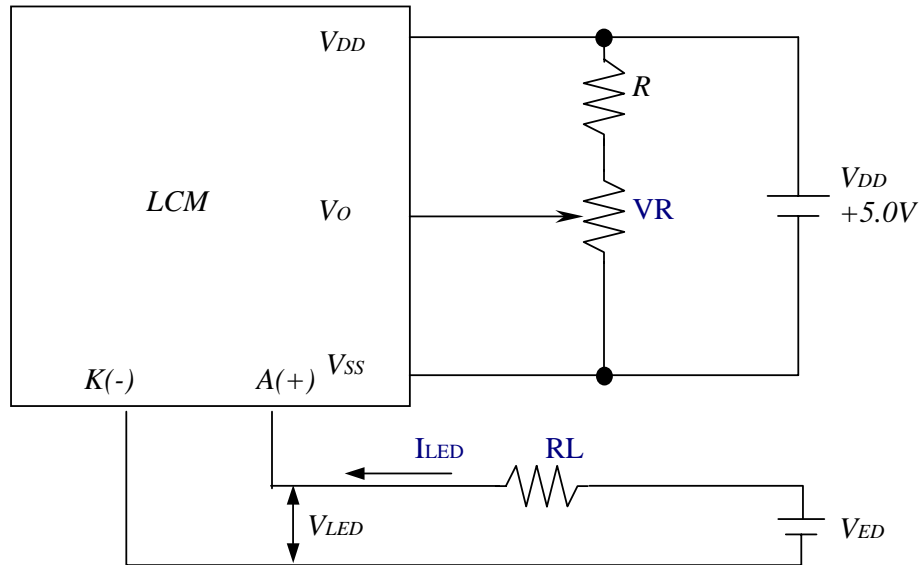 VDD
R
LCM
VO
VR
VDD
+5.0V
VSS
K(-)
A(+)
ILED
RL
VLED
VED